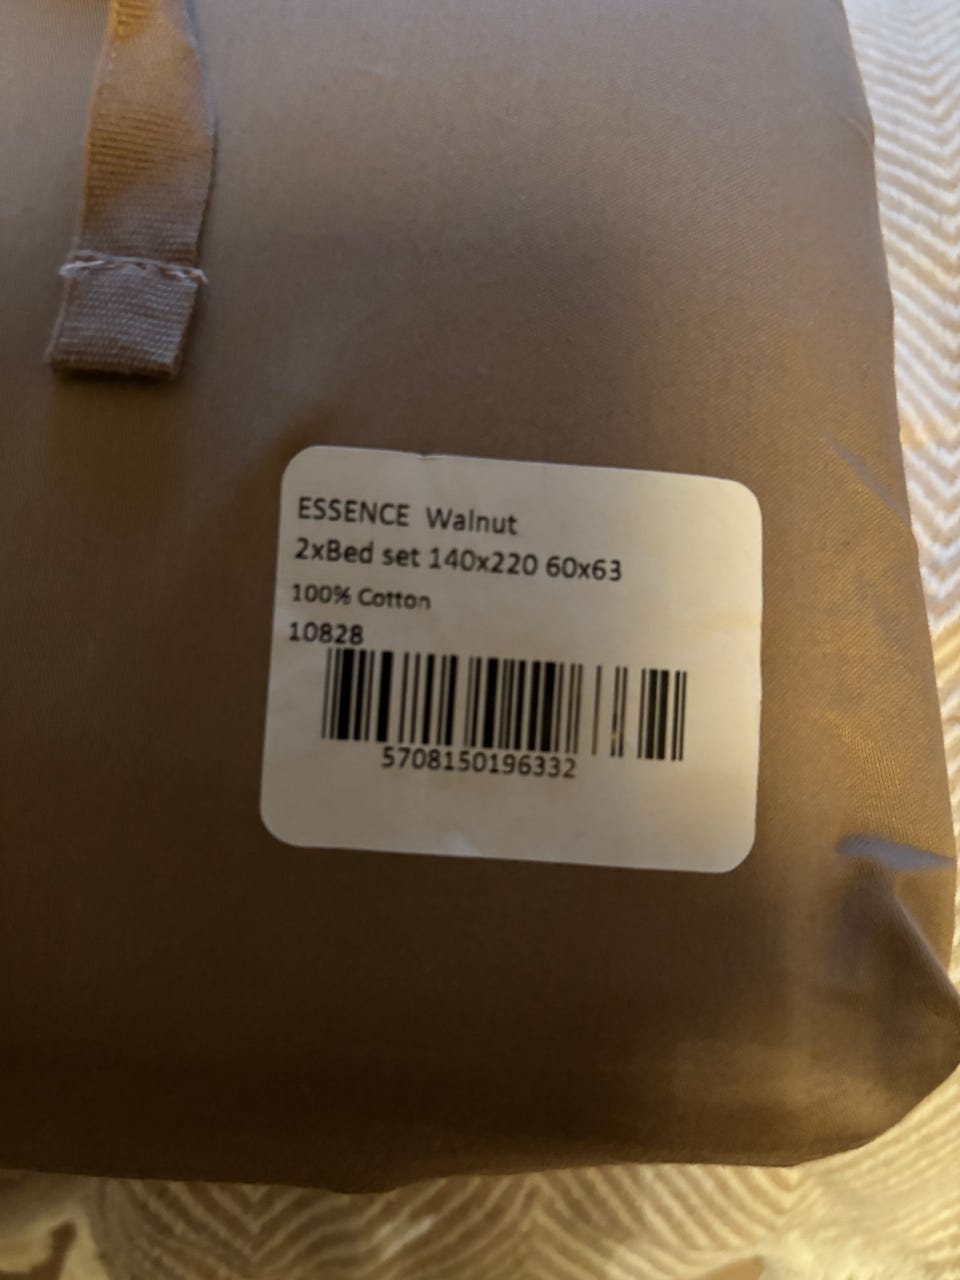 ESSENCE Walnut
2xBed set 140x220 60x63
100% Cotton
10828
5708150196332